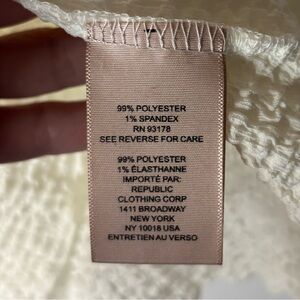 99% POLYESTER
1% SPANDEX
RN 93178
SEE REVERSE FOR CARE
99% POLYESTER
1% ÉLASTHANNE
IMPORTÉ PAR:
REPUBLIC
CLOTHING CORP
1411 BROADWAY
NEW YORK
NY 10018 USA
ENTRETIEN AU VERSO